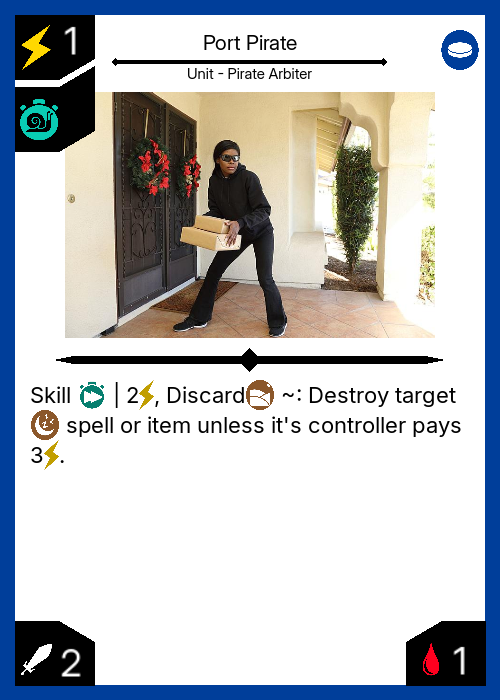 1
Port Pirate
Unit - Pirate Arbiter
Skill | 2, Discard ~: Destroy target
spell or item unless it's controller pays
3.
2
1